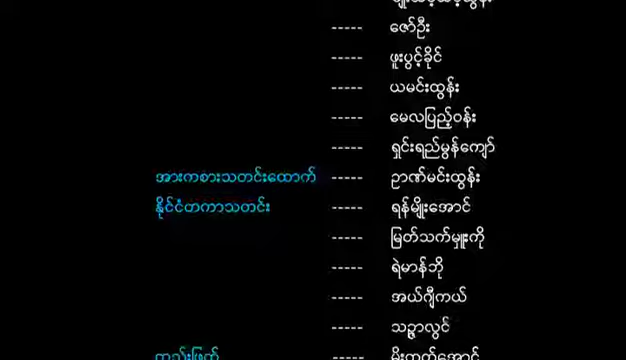 ----- ဇော်ဦး
----- ဖူးပွင့်ခိုင်
----- ယမင်းထွန်း
----- မေလပြည့်ဝန်း
----- ရှင်းရည်မွန်ကျော်
အားကစားသတင်းထောက် ----- ဉာဏ်မင်းထွန်း
နိုင်ငံတကာသတင်း ----- ရန်မျိုးအောင်
----- မြတ်သက်မှူးကို
----- ရဲမာန်ဘို
----- အယ်ဂျီကယ်
----- သဉ္ဇာလွင်